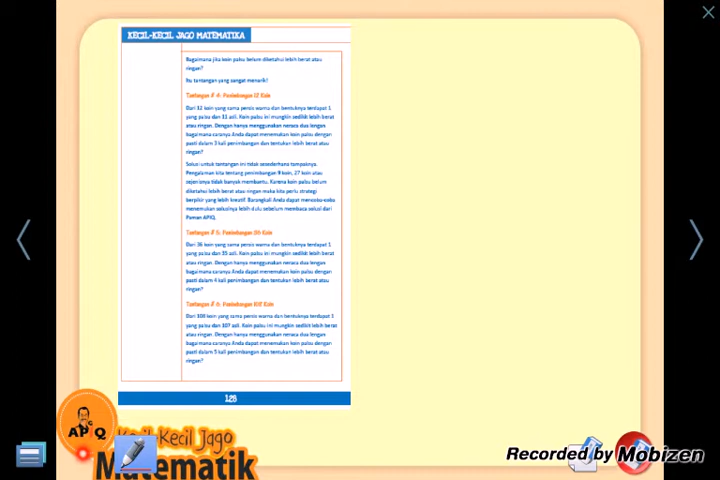 KECIL-KECIL JAGO MATEMATIKA
Bagaimana jika koin palsu belum diketahui lebih berat atau
ringan?
Itu tantangan yang sangat menarik!
Tantangan # 4: Penimbangan 12 Koin
Dari 12 koin yang sama persis warna dan bentuknya terdapat 1
yang palsu dan 11 asli. Koin palsu ini mungkin sedikit lebih berat
atau ringan. Dengan hanya menggunakan neraca dua lengan
bagaimana caranya Anda dapat menemukan koin palsu dengan
pasti dalam 3 kali penimbangan dan tentukan lebih berat atau
ringan?
Solusi untuk tantangan ini tidak sesederhana tampaknya.
Pengalaman kita tentang penimbangan 9 koin, 27 koin atau
sejenisnya tidak banyak membantu. Karena koin palsu belum
diketahui lebih berat atau ringan maka kita perlu strategi
berpikir yang lebih kreatif. Barangkali Anda dapat mencoba-coba
menemukan solusinya lebih dulu sebelum membaca solusi dari
Paman APIQ.
Tantangan # 5: Penimbangan 36 Koin
Dari 36 koin yang sama persis warna dan bentuknya terdapat 1
yang palsu dan 35 asli. Koin palsu ini mungkin sedikit lebih berat
atau ringan. Dengan hanya menggunakan neraca dua lengan
bagaimana caranya Anda dapat menemukan koin palsu dengan
pasti dalam 4 kali penimbangan dan tentukan lebih berat atau
ringan?
Tantangan # 6: Penimbangan 108 Koin
Dari 108 koin yang sama persis warna dan bentuknya terdapat 1
yang palsu dan 107 asli. Koin palsu ini mungkin sedikit lebih berat
atau ringan. Dengan hanya menggunakan neraca dua lengan
bagaimana caranya Anda dapat menemukan koin palsu dengan
pasti dalam 5 kali penimbangan dan tentukan lebih berat atau
ringan?
128
APIQ
Kecil-Kecil Jago
Matematik
Recorded by Mobizen